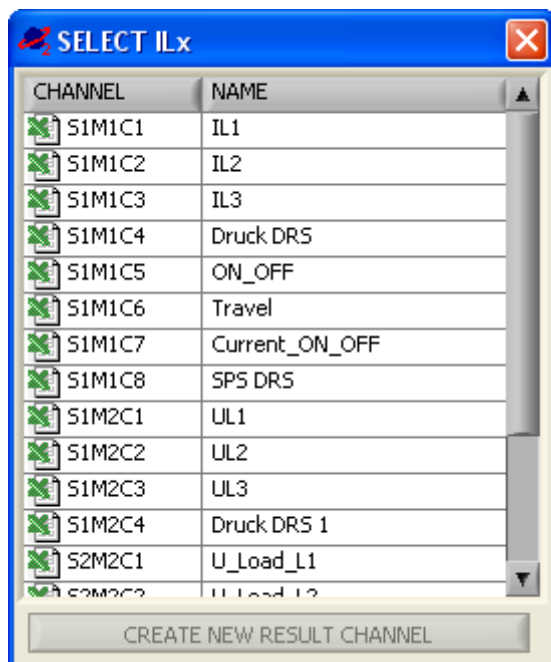 SELECT ILx
CHANNEL NAME
S1M1C1 IL1
S1M1C2 IL2
S1M1C3 IL3
S1M1C4 Druck DRS
S1M1C5 ON_OFF
S1M1C6 Travel
S1M1C7 Current_ON_OFF
S1M1C8 SPS DRS
S1M2C1 UL1
S1M2C2 UL2
S1M2C3 UL3
S1M2C4 Druck DRS 1
S2M2C1 U_Load_L1
S2M2C2 U_Load_L2
CREATE NEW RESULT CHANNEL